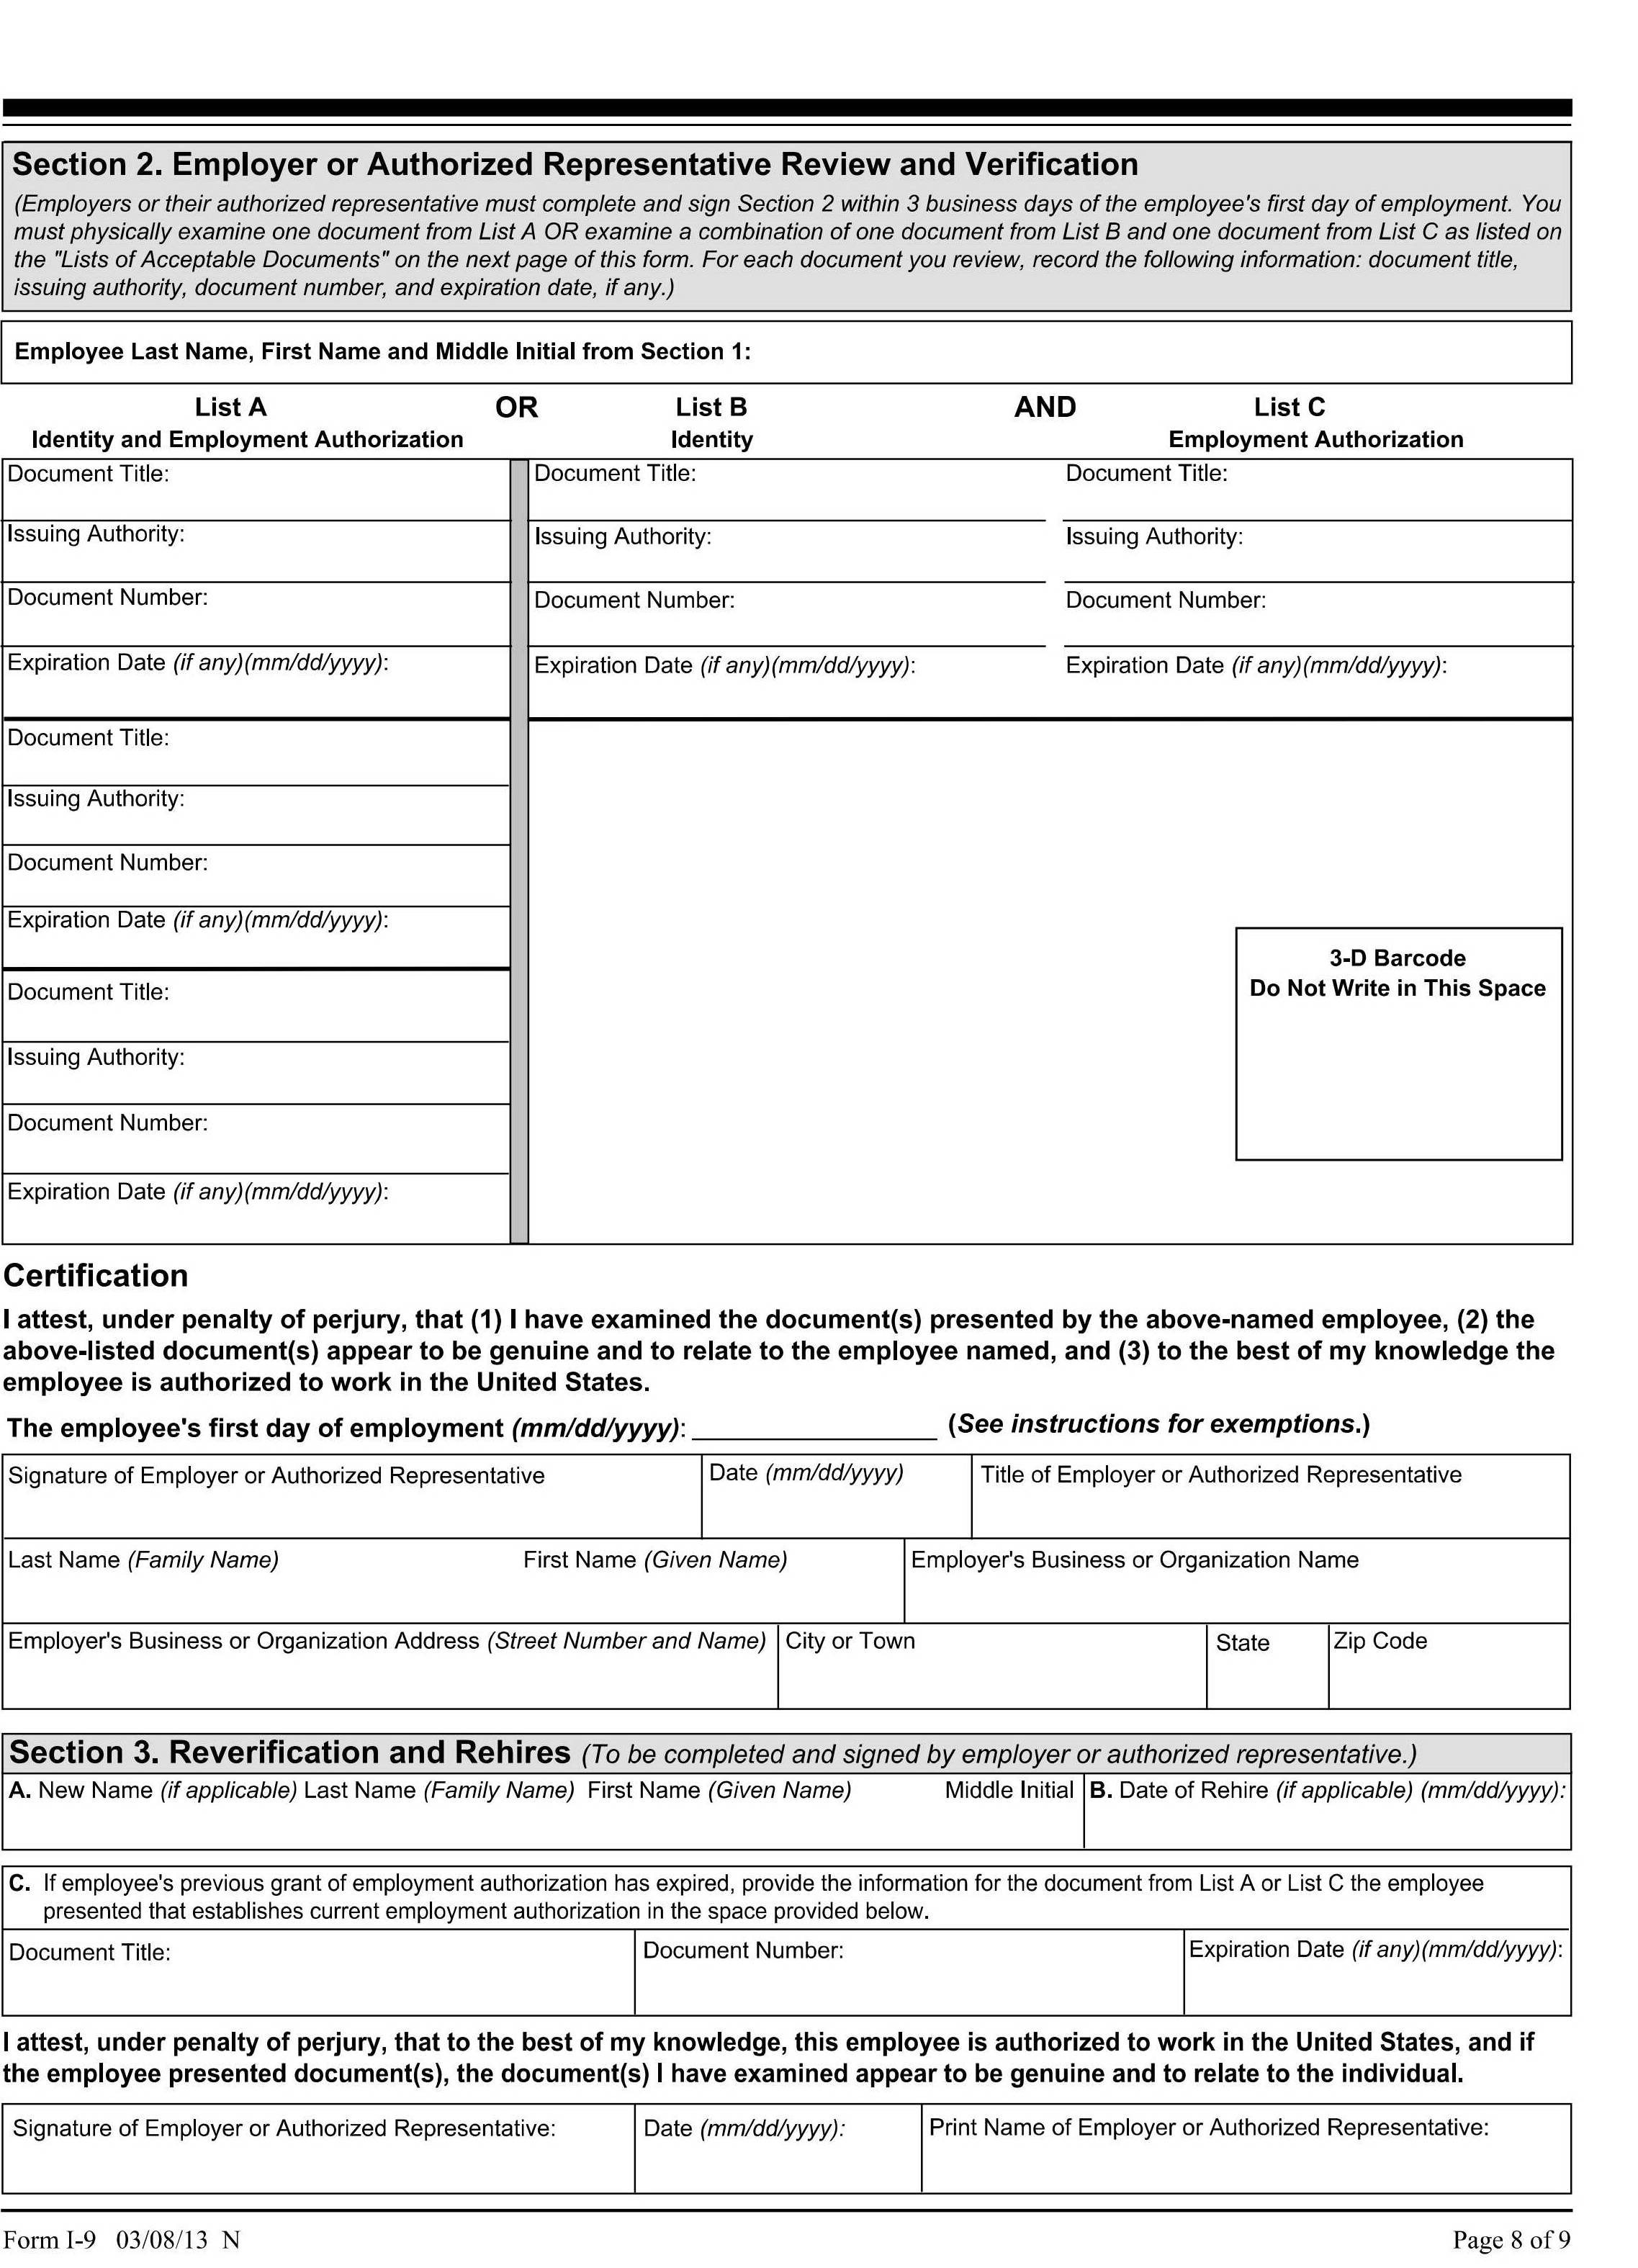 Section 2. Employer or Authorized Representative Review and Verification
(Employers or their authorized representative must complete and sign Section 2 within 3 business days of the employee's first day of employment. You
must physically examine one document from List A OR examine a combination of one document from List B and one document from List C as listed on
the "Lists of Acceptable Documents" on the next page of this form. For each document you review, record the following information: document title,
issuing authority, document number, and expiration date, if any.)
Employee Last Name, First Name and Middle Initial from Section 1:
List A OR List B AND List C
Identity and Employment Authorization Identity Employment Authorization
Document Title: Document Title: Document Title:
Issuing Authority: Issuing Authority: Issuing Authority:
Document Number: Document Number: Document Number:
Expiration Date (if any)(mm/dd/yyyy): Expiration Date (if any)(mm/dd/yyyy): Expiration Date (if any)(mm/dd/yyyy):
Document Title:
Issuing Authority:
Document Number:
Expiration Date (if any)(mm/dd/yyyy):
3-D Barcode
Do Not Write in This Space
Document Title:
Issuing Authority:
Document Number:
Expiration Date (if any)(mm/dd/yyyy):
Certification
I attest, under penalty of perjury, that (1) I have examined the document(s) presented by the above-named employee, (2) the
above-listed document(s) appear to be genuine and to relate to the employee named, and (3) to the best of my knowledge the
employee is authorized to work in the United States.
The employee's first day of employment (mm/dd/yyyy): (See instructions for exemptions.)
Signature of Employer or Authorized Representative Date (mm/dd/yyyy) Title of Employer or Authorized Representative
Last Name (Family Name) First Name (Given Name) Employer's Business or Organization Name
Employer's Business or Organization Address (Street Number and Name) City or Town State Zip Code
Section 3. Reverification and Rehires (To be completed and signed by employer or authorized representative.)
A. New Name (if applicable) Last Name (Family Name) First Name (Given Name) Middle Initial B. Date of Rehire (if applicable) (mm/dd/yyyy):
C. If employee's previous grant of employment authorization has expired, provide the information for the document from List A or List C the employee
presented that establishes current employment authorization in the space provided below.
Document Title: Document Number: Expiration Date (if any)(mm/dd/yyyy):
I attest, under penalty of perjury, that to the best of my knowledge, this employee is authorized to work in the United States, and if
the employee presented document(s), the document(s) I have examined appear to be genuine and to relate to the individual.
Signature of Employer or Authorized Representative: Date (mm/dd/yyyy): Print Name of Employer or Authorized Representative:
Form I-9 03/08/13 N Page 8 of 9